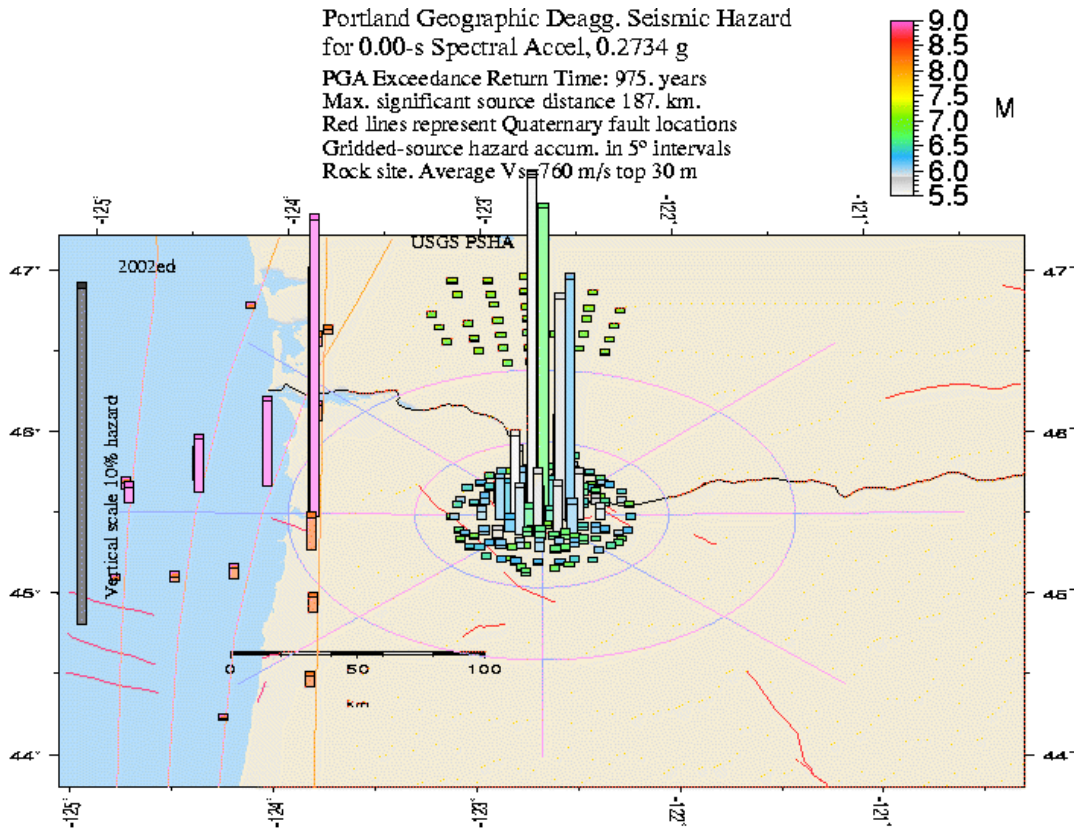 Portland Geographic Deagg. Seismic Hazard
for 0.00-s Spectral Accel, 0.2734 g
PGA Exceedance Return Time: 975. years
Max. significant source distance 187. km.
Red lines represent Quaternary fault locations
Gridded-source hazard accum. in 5° intervals
Rock site. Average Vs 760 m/s top 30 m
9.0
8.5
8.0
7.5
7.0
6.5
6.0
5.5
M
-125°
-124°
-123°
-122°
-121°
USGS PSHA
2002ed
47°
47°
46°
46°
45°
45°
44°
44°
Vertical scale 10% hazard
0 50 100
km
-125°
-124°
-123°
-122°
-121°